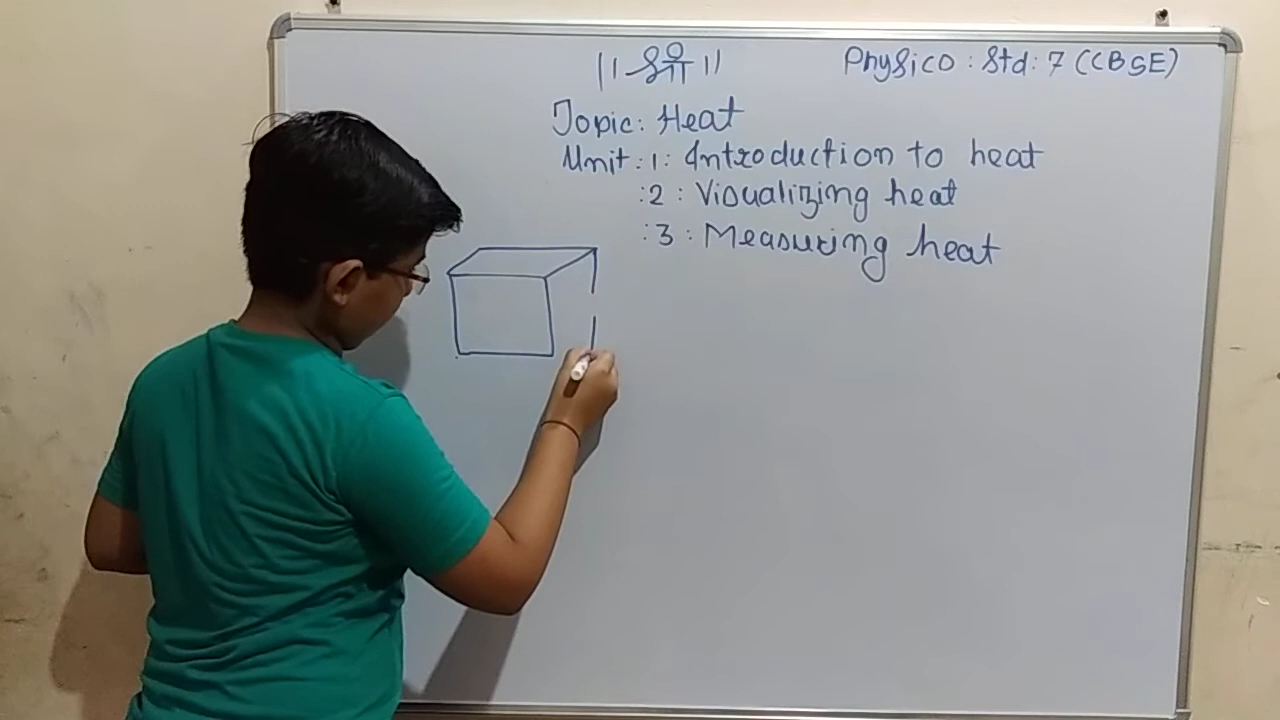 ॥ श्री ॥
Physics : Std : 7 (CBSE)
Topic : Heat
Unit : 1 : Introduction to heat
: 2 : Visualizing heat
: 3 : Measuring heat